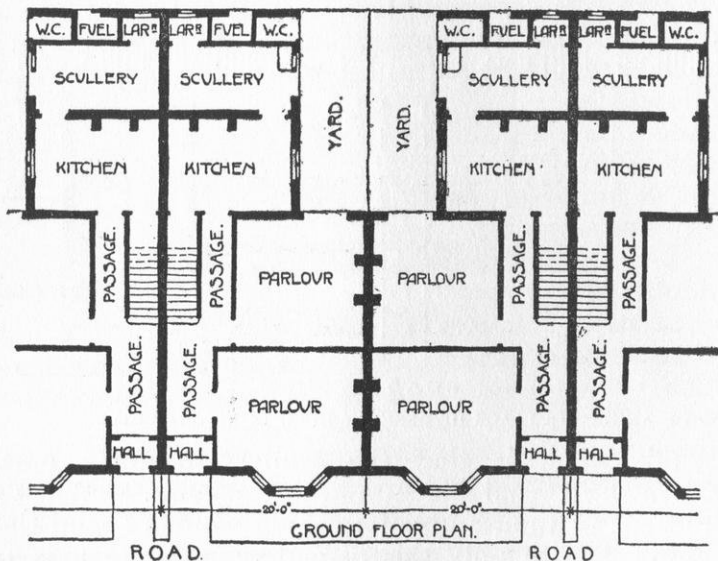 W.C. FUEL LARR LARR FUEL W.C. W.C. FUEL LARR LARR FUEL W.C.
SCULLERY SCULLERY SCULLERY SCULLERY
YARD. YARD.
KITCHEN KITCHEN KITCHEN KITCHEN
PASSAGE. PASSAGE. PASSAGE. PASSAGE.
PARLOUR PARLOUR
PASSAGE. PASSAGE. PASSAGE. PASSAGE.
PARLOUR PARLOUR
HALL HALL HALL HALL
20'-0" 20'-0"
GROUND FLOOR PLAN.
ROAD. ROAD